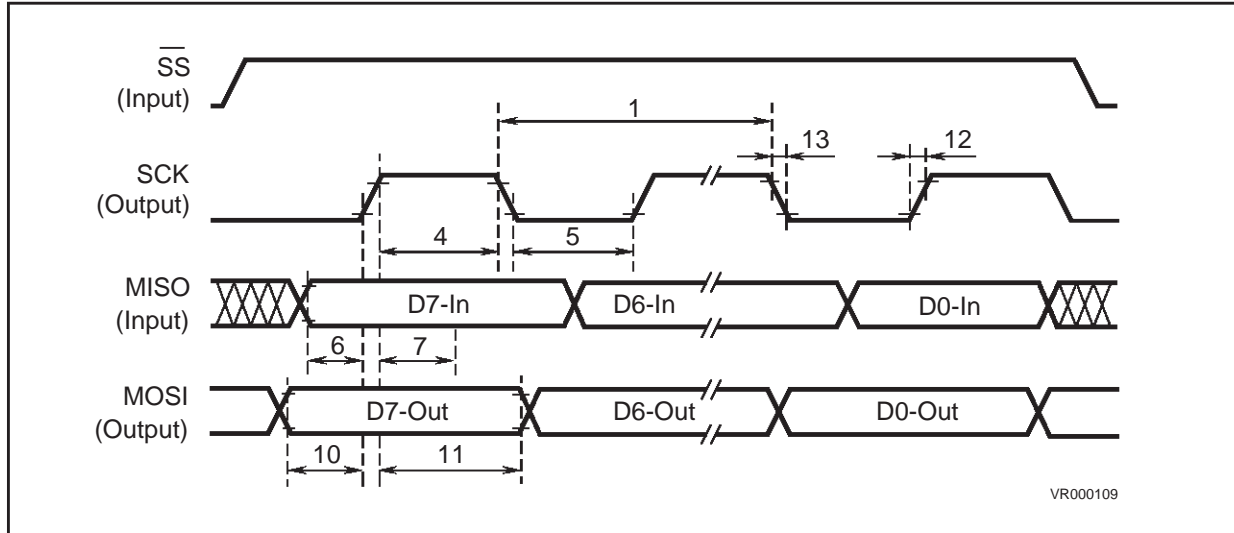 SS
(Input)
1
13
12
SCK
(Output)
4
5
MISO
(Input)
D7-In
D6-In
D0-In
6
7
MOSI
(Output)
D7-Out
D6-Out
D0-Out
10
11
VR000109